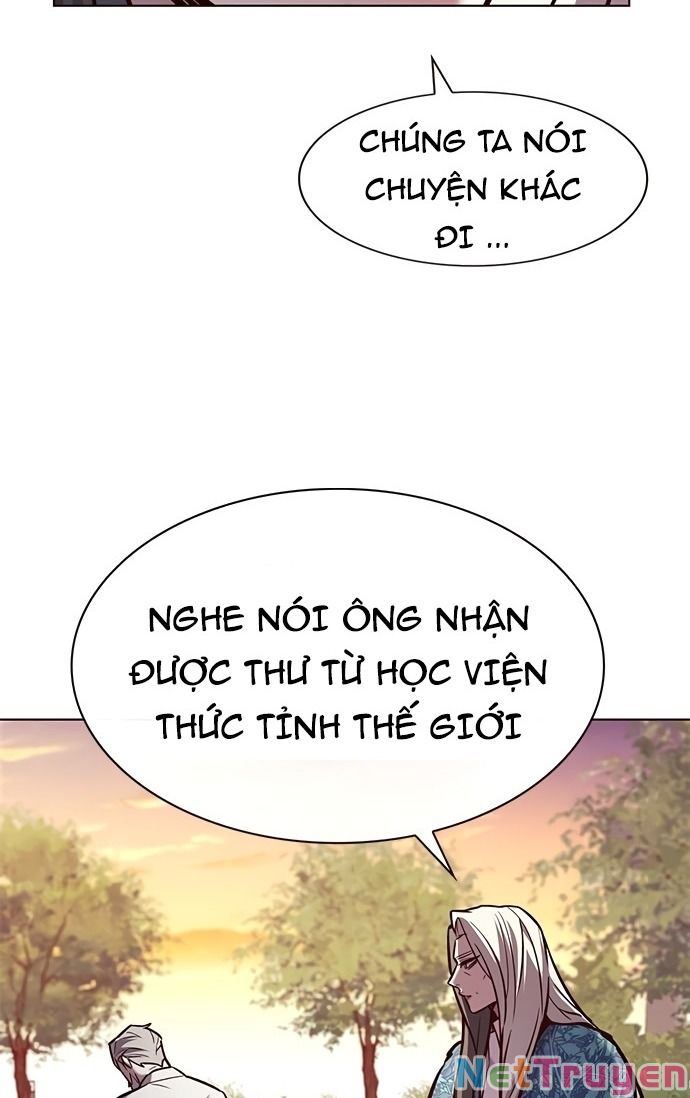 CHÚNG TA NÓI
CHUYỆN KHÁC
ĐI ...
NGHE NÓI ÔNG NHẬN
ĐƯỢC THƯ TỪ HỌC VIỆN
THỨC TỈNH THẾ GIỚI
NetTruyen